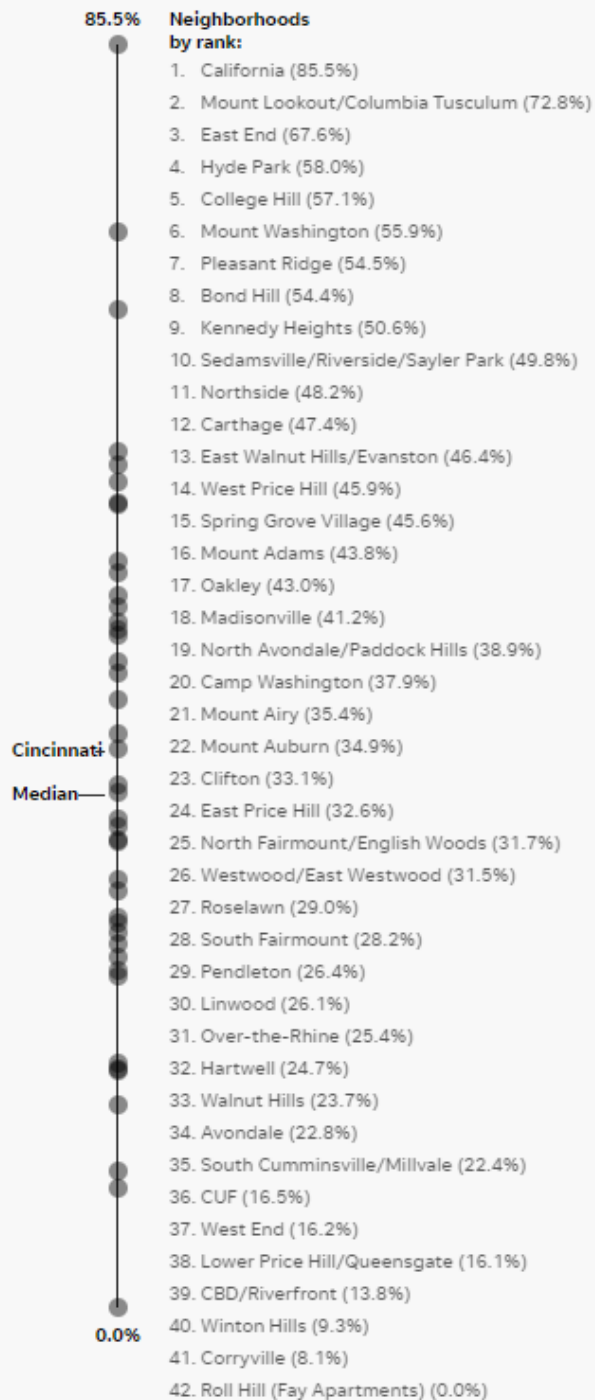 85.5%
Neighborhoods
by rank:
1. California (85.5%)
2. Mount Lookout/Columbia Tusculum (72.8%)
3. East End (67.6%)
4. Hyde Park (58.0%)
5. College Hill (57.1%)
6. Mount Washington (55.9%)
7. Pleasant Ridge (54.5%)
8. Bond Hill (54.4%)
9. Kennedy Heights (50.6%)
10. Sedamsville/Riverside/Sayler Park (49.8%)
11. Northside (48.2%)
12. Carthage (47.4%)
13. East Walnut Hills/Evanston (46.4%)
14. West Price Hill (45.9%)
15. Spring Grove Village (45.6%)
16. Mount Adams (43.8%)
17. Oakley (43.0%)
18. Madisonville (41.2%)
19. North Avondale/Paddock Hills (38.9%)
20. Camp Washington (37.9%)
21. Mount Airy (35.4%)
Cincinnati
22. Mount Auburn (34.9%)
23. Clifton (33.1%)
Median
24. East Price Hill (32.6%)
25. North Fairmount/English Woods (31.7%)
26. Westwood/East Westwood (31.5%)
27. Roselawn (29.0%)
28. South Fairmount (28.2%)
29. Pendleton (26.4%)
30. Linwood (26.1%)
31. Over-the-Rhine (25.4%)
32. Hartwell (24.7%)
33. Walnut Hills (23.7%)
34. Avondale (22.8%)
35. South Cumminsville/Millvale (22.4%)
36. CUF (16.5%)
37. West End (16.2%)
38. Lower Price Hill/Queensgate (16.1%)
39. CBD/Riverfront (13.8%)
40. Winton Hills (9.3%)
0.0%
41. Corryville (8.1%)
42. Roll Hill (Fay Apartments) (0.0%)